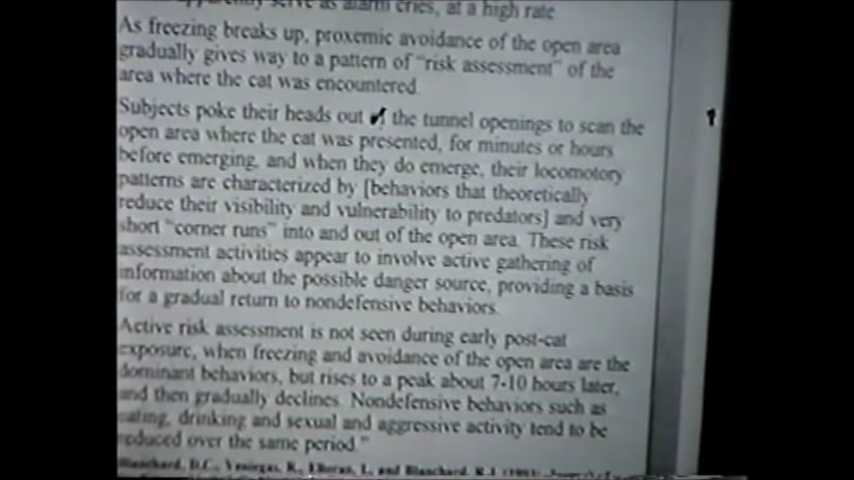 apparently serve as alarm cries, at a high rate
As freezing breaks up, proxemic avoidance of the open area
gradually gives way to a pattern of "risk assessment" of the
area where the cat was encountered.
Subjects poke their heads out the tunnel openings to scan the
open area where the cat was presented, for minutes or hours
before emerging, and when they do emerge, their locomotory
patterns are characterized by [behaviors that theoretically
reduce their visibility and vulnerability to predators] and very
short "corner runs" into and out of the open area. These risk
assessment activities appear to involve active gathering of
information about the possible danger source, providing a basis
for a gradual return to nondefensive behaviors.
Active risk assessment is not seen during early post-cat
exposure, when freezing and avoidance of the open area are the
dominant behaviors, but rises to a peak about 7-10 hours later,
and then gradually declines. Nondefensive behaviors such as
eating, drinking and sexual and aggressive activity tend to be
reduced over the same period."
Blanchard, D.C., R., L. and Blanchard, R.J.